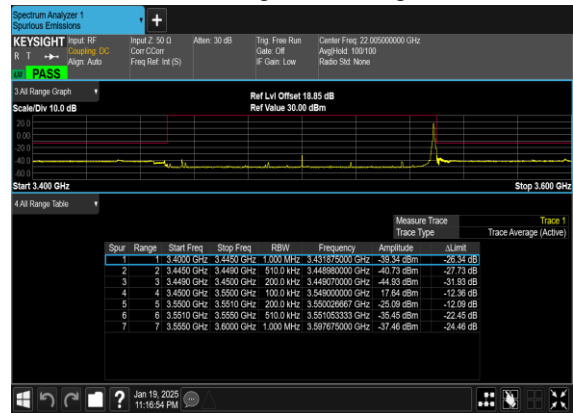 Spectrum Analyzer 1
Spurious Emissions
+
KEYSIGHT Input: RF Input Z: 50 Ω Atten: 30 dB Trig: Free Run Center Freq: 22.005000000 GHz
R T Coupling: DC Corr CCorr Gate: Off Avg|Hold: 100/100
Align: Auto Freq Ref: Int (S) IF Gain: Low Radio Std: None
PASS
3 All Range Graph
Ref Lvl Offset 18.85 dB
Scale/Div 10.0 dB Ref Value 30.00 dBm
20.0
0.00
-20.0
-40.0
-60.0
Start 3.400 GHz Stop 3.600 GHz
4 All Range Table
Measure Trace Trace 1
Trace Type Trace Average (Active)
Spur Range Start Freq Stop Freq RBW Frequency Amplitude ΔLimit
1 1 3.4000 GHz 3.4450 GHz 1.000 MHz 3.431875000 GHz -39.34 dBm -26.34 dB
2 2 3.4450 GHz 3.4490 GHz 510.0 kHz 3.448980000 GHz -40.73 dBm -27.73 dB
3 3 3.4490 GHz 3.4500 GHz 200.0 kHz 3.449070000 GHz -44.93 dBm -31.93 dB
4 4 3.4500 GHz 3.5500 GHz 100.0 kHz 3.549000000 GHz 17.64 dBm -12.36 dB
5 5 3.5500 GHz 3.5510 GHz 200.0 kHz 3.550026667 GHz -25.09 dBm -12.09 dB
6 6 3.5510 GHz 3.5550 GHz 510.0 kHz 3.551053333 GHz -35.45 dBm -22.45 dB
7 7 3.5550 GHz 3.6000 GHz 1.000 MHz 3.597675000 GHz -37.46 dBm -24.46 dB
? Jan 19, 2025
11:16:54 PM